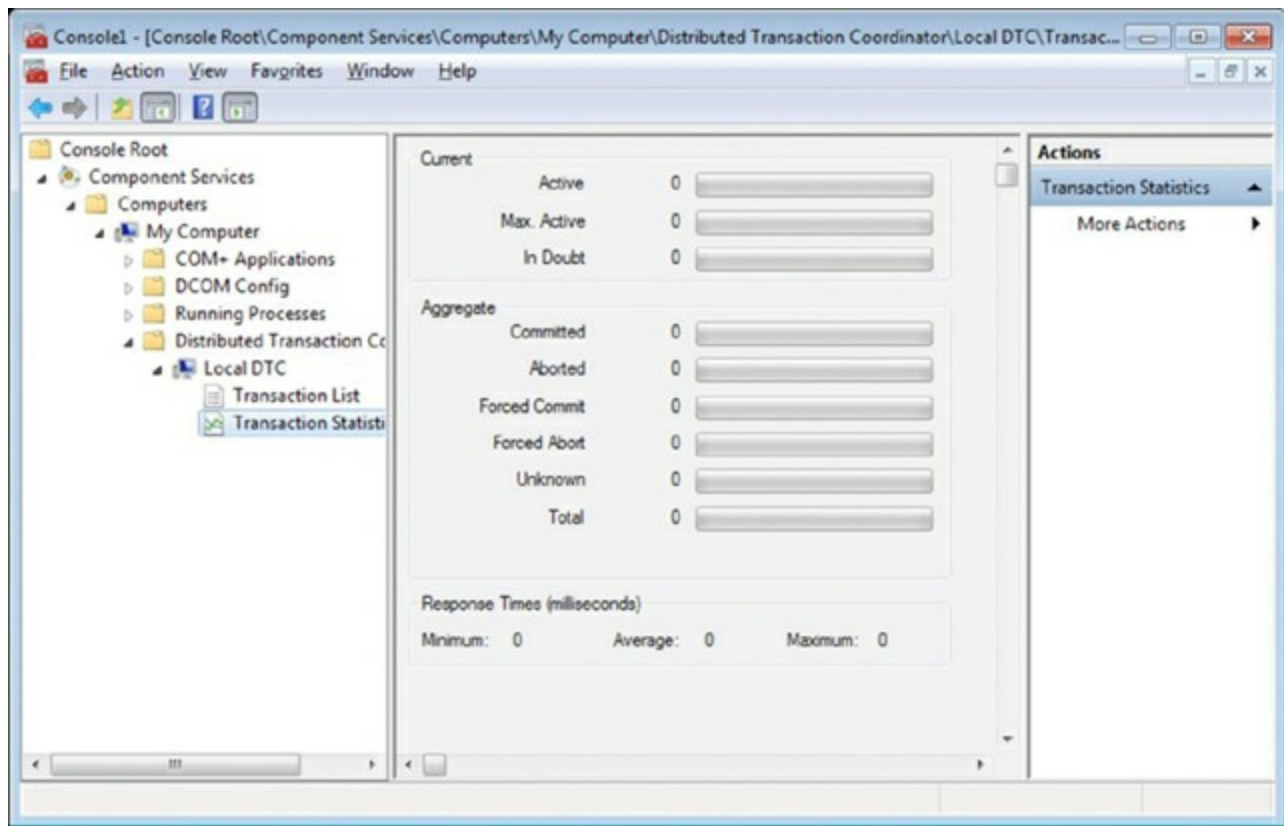 Console1 - [Console Root\Component Services\Computers\My Computer\Distributed Transaction Coordinator\Local DTC\Transac...
File Action View Favorites Window Help
Console Root
Component Services
Computers
My Computer
COM+ Applications
DCOM Config
Running Processes
Distributed Transaction Co
Local DTC
Transaction List
Transaction Statisti
Current
Active 0
Max. Active 0
In Doubt 0
Aggregate
Committed 0
Aborted 0
Forced Commit 0
Forced Abort 0
Unknown 0
Total 0
Response Times (milliseconds)
Minimum: 0 Average: 0 Maximum: 0
Actions
Transaction Statistics
More Actions